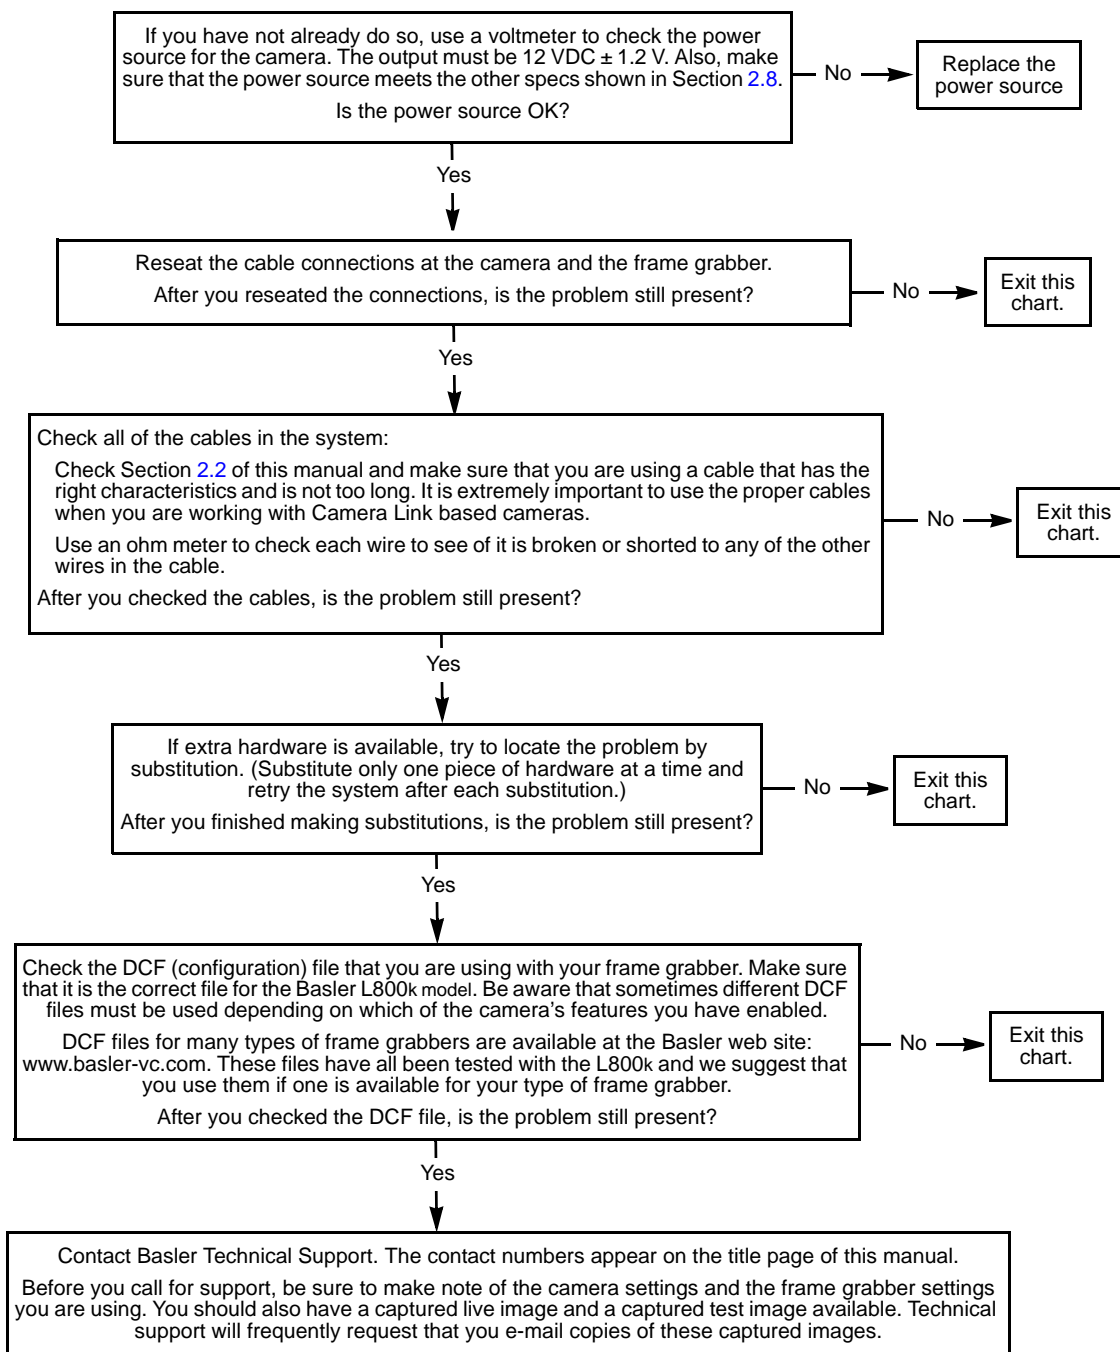 If you have not already do so, use a voltmeter to check the power
source for the camera. The output must be 12 VDC ± 1.2 V. Also, make
sure that the power source meets the other specs shown in Section 2.8.
Is the power source OK?
No
Replace the
power source
Yes
Reseat the cable connections at the camera and the frame grabber.
After you reseated the connections, is the problem still present?
No
Exit this
chart.
Yes
Check all of the cables in the system:
Check Section 2.2 of this manual and make sure that you are using a cable that has the
right characteristics and is not too long. It is extremely important to use the proper cables
when you are working with Camera Link based cameras.
Use an ohm meter to check each wire to see of it is broken or shorted to any of the other
wires in the cable.
After you checked the cables, is the problem still present?
No
Exit this
chart.
Yes
If extra hardware is available, try to locate the problem by
substitution. (Substitute only one piece of hardware at a time and
retry the system after each substitution.)
After you finished making substitutions, is the problem still present?
No
Exit this
chart.
Yes
Check the DCF (configuration) file that you are using with your frame grabber. Make sure
that it is the correct file for the Basler L800k model. Be aware that sometimes different DCF
files must be used depending on which of the camera's features you have enabled.
DCF files for many types of frame grabbers are available at the Basler web site:
www.basler-vc.com. These files have all been tested with the L800k and we suggest that
you use them if one is available for your type of frame grabber.
After you checked the DCF file, is the problem still present?
No
Exit this
chart.
Yes
Contact Basler Technical Support. The contact numbers appear on the title page of this manual.
Before you call for support, be sure to make note of the camera settings and the frame grabber settings
you are using. You should also have a captured live image and a captured test image available. Technical
support will frequently request that you e-mail copies of these captured images.